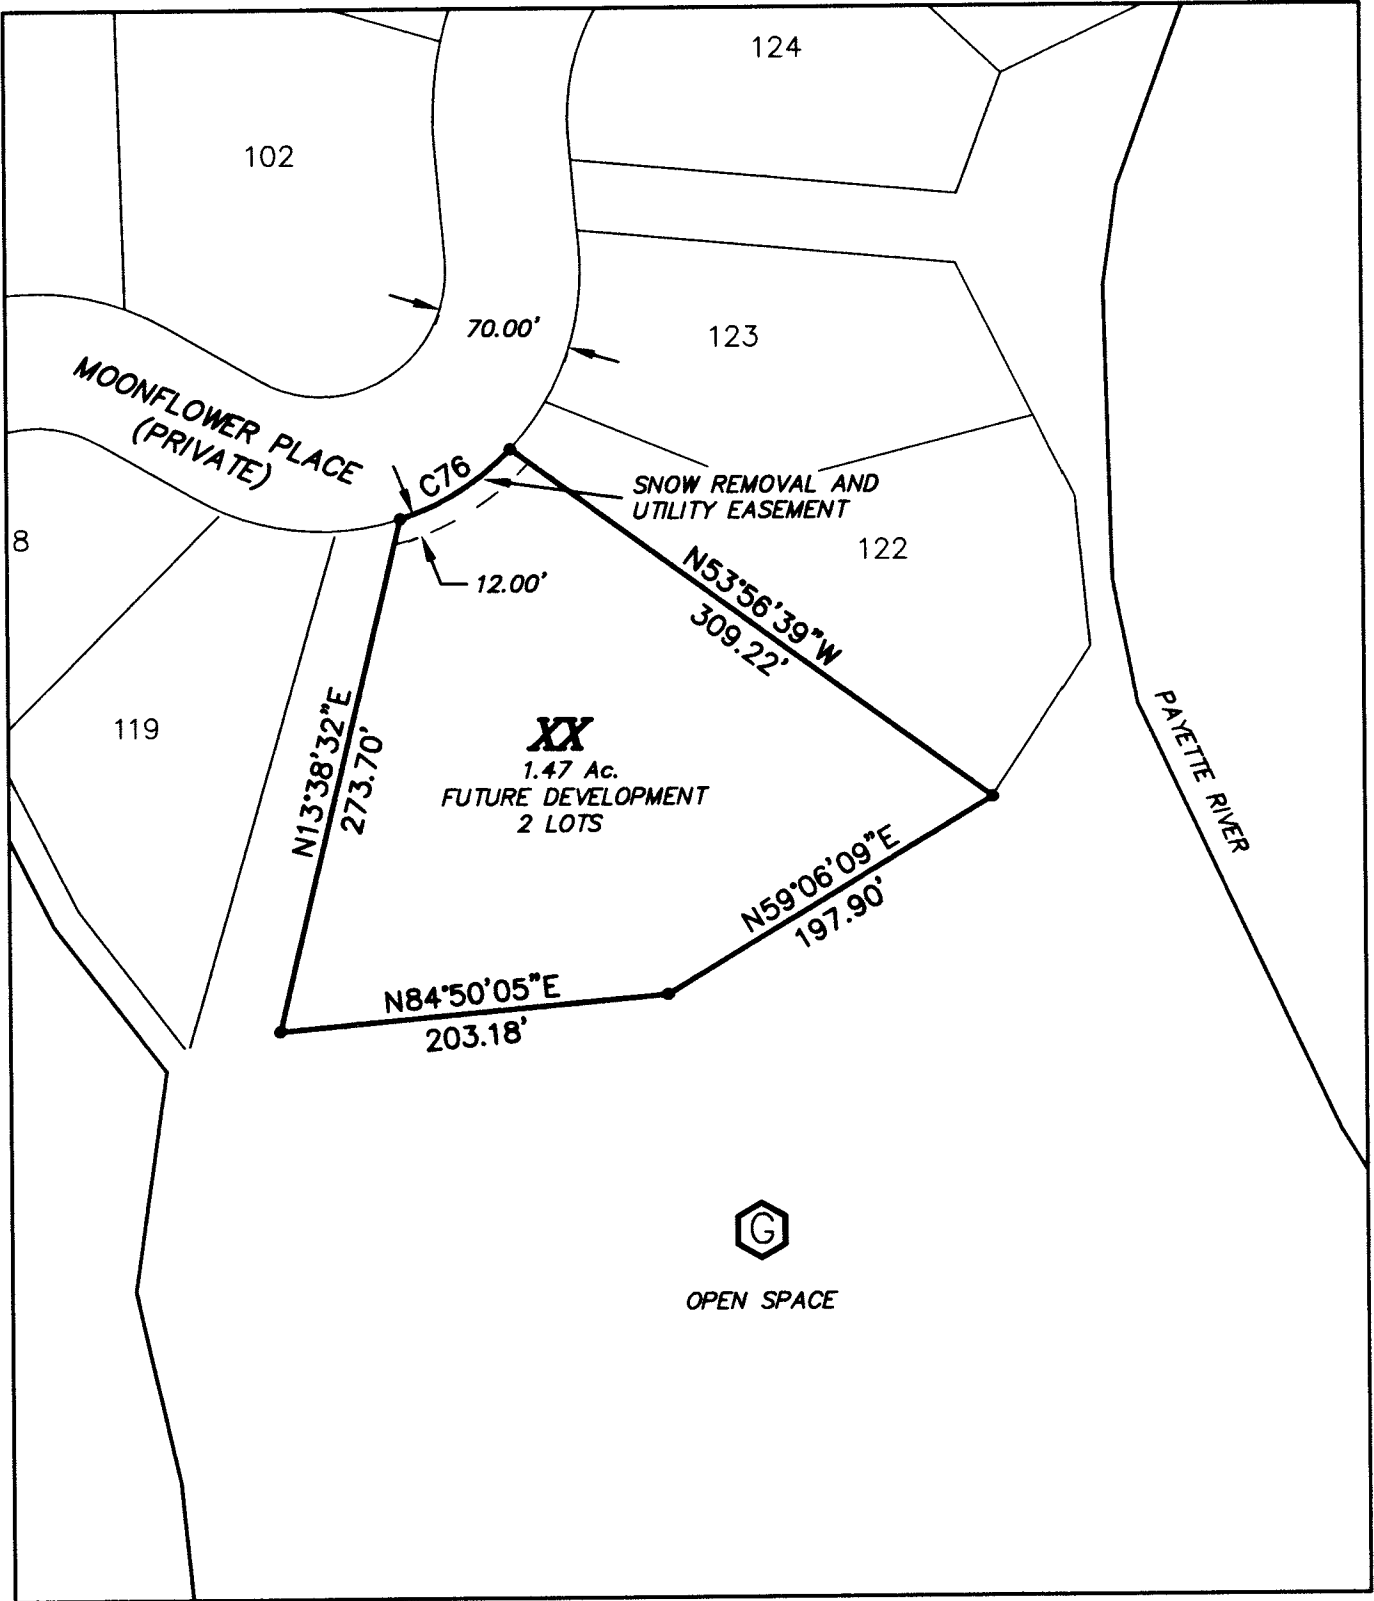 124
102
70.00'
123
MOONFLOWER PLACE
(PRIVATE)
C76
SNOW REMOVAL AND
UTILITY EASEMENT
8
122
12.00'
N53°56'39"W
309.22'
119
N13°38'32"E
273.70'
XX
1.47 Ac.
FUTURE DEVELOPMENT
2 LOTS
PAYETTE RIVER
N59°06'09"E
197.90'
N84°50'05"E
203.18'
G
OPEN SPACE